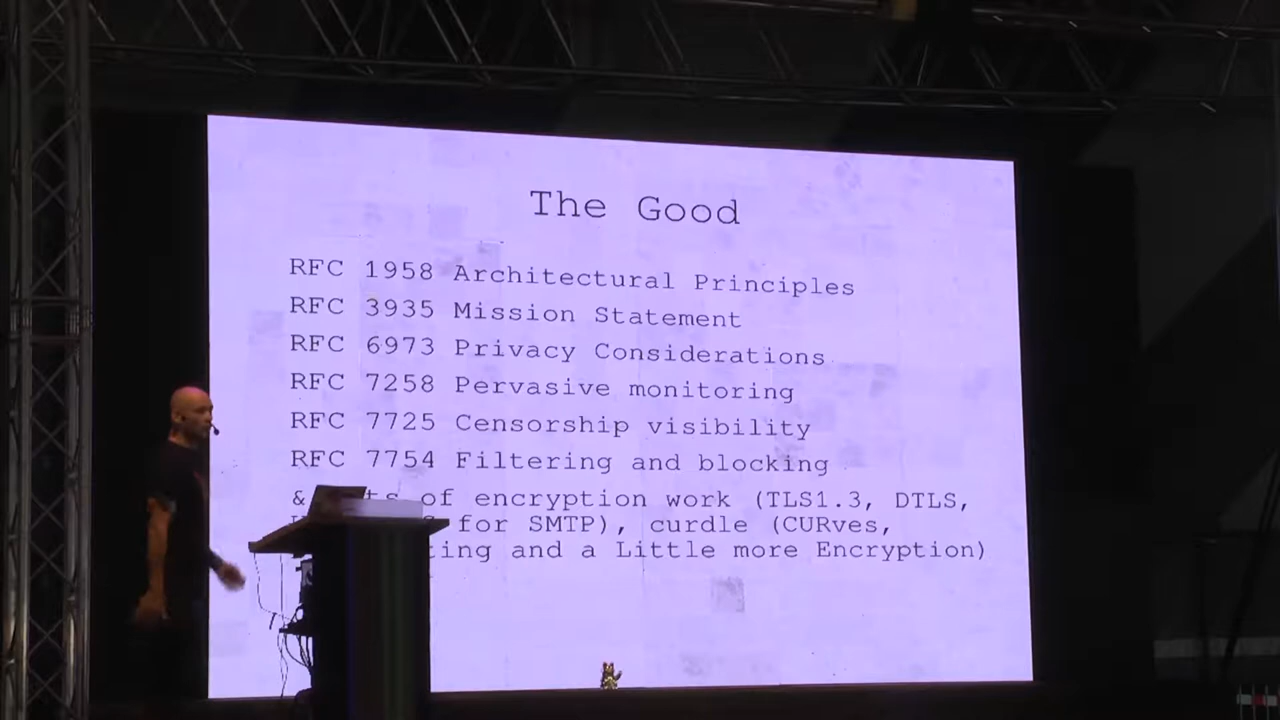 The Good
RFC 1958 Architectural Principles
RFC 3935 Mission Statement
RFC 6973 Privacy Considerations
RFC 7258 Pervasive monitoring
RFC 7725 Censorship visibility
RFC 7754 Filtering and blocking
& of encryption work (TLS1.3, DTLS,
for SMTP), curdle (CURves,
and a Little more Encryption)